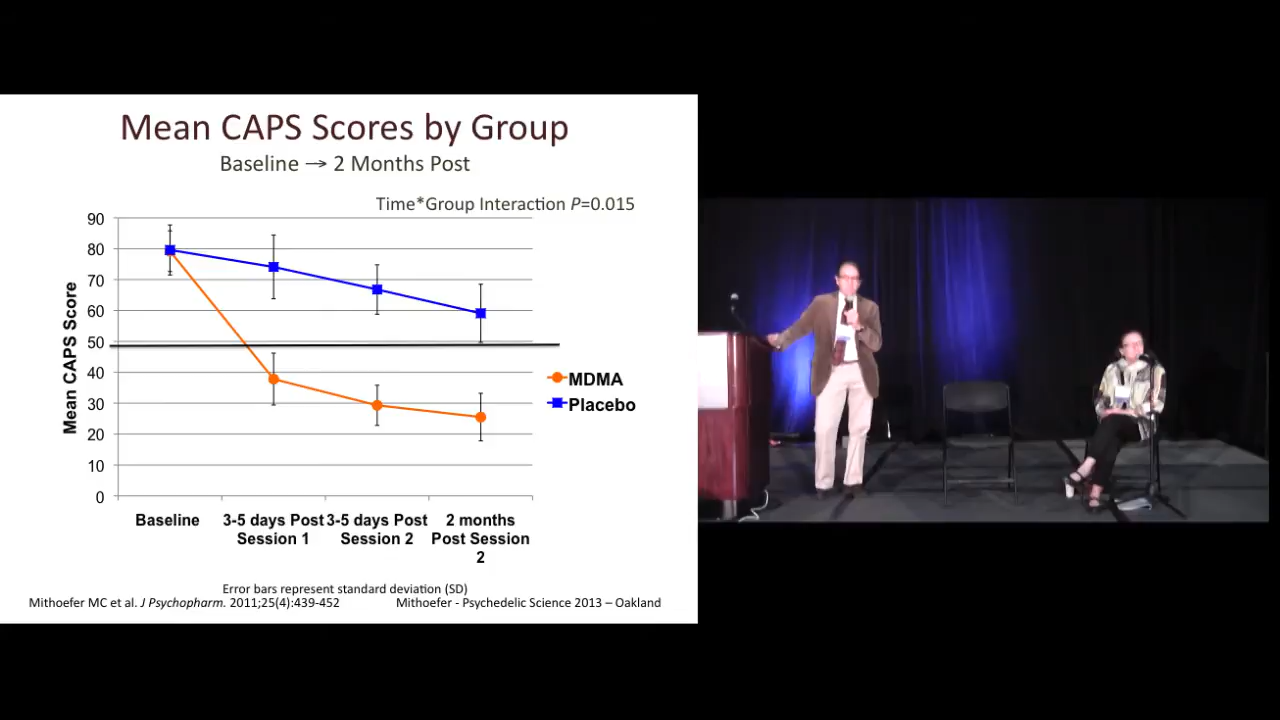 Mean CAPS Scores by Group
Baseline → 2 Months Post
Time*Group Interaction P=0.015
90
80
70
60
50
40
30
20
10
0
Mean CAPS Score
MDMA
Placebo
Baseline
3-5 days Post Session 1
3-5 days Post Session 2
2 months Post Session 2
Error bars represent standard deviation (SD)
Mithoefer MC et al. J Psychopharm. 2011;25(4):439-452
Mithoefer - Psychedelic Science 2013 – Oakland